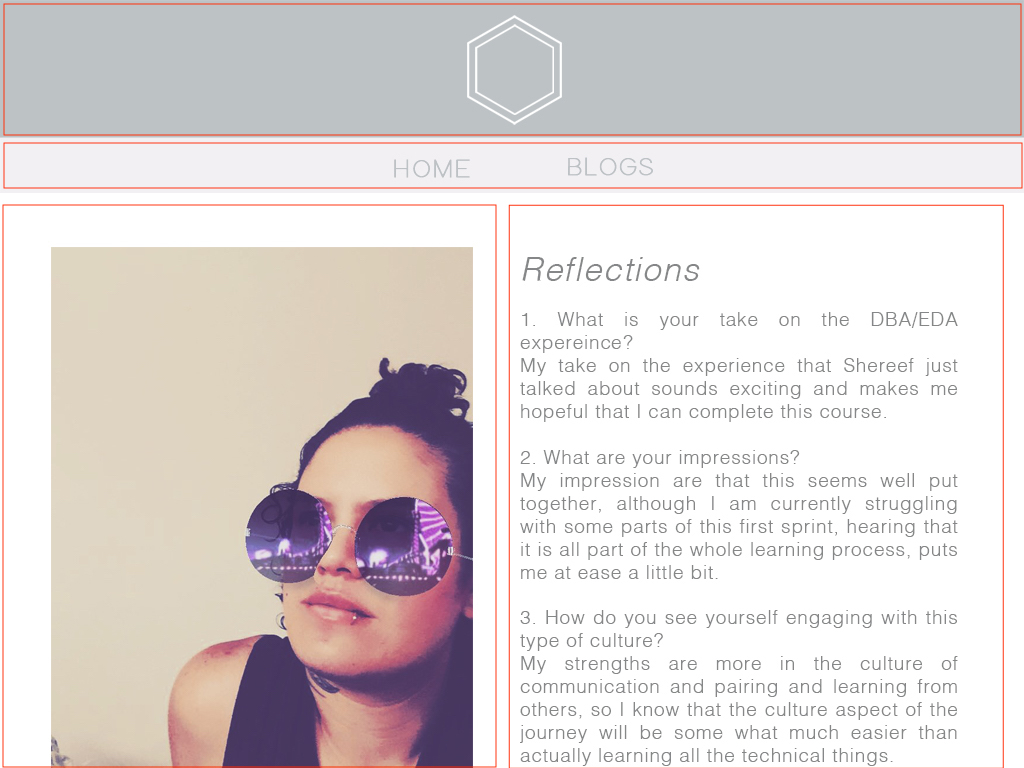 HOME BLOGS
Reflections
1. What is your take on the DBA/EDA
expereince?
My take on the experience that Shereef just
talked about sounds exciting and makes me
hopeful that I can complete this course.
2. What are your impressions?
My impression are that this seems well put
together, although I am currently struggling
with some parts of this first sprint, hearing that
it is all part of the whole learning process, puts
me at ease a little bit.
3. How do you see yourself engaging with this
type of culture?
My strengths are more in the culture of
communication and pairing and learning from
others, so I know that the culture aspect of the
journey will be some what much easier than
actually learning all the technical things.